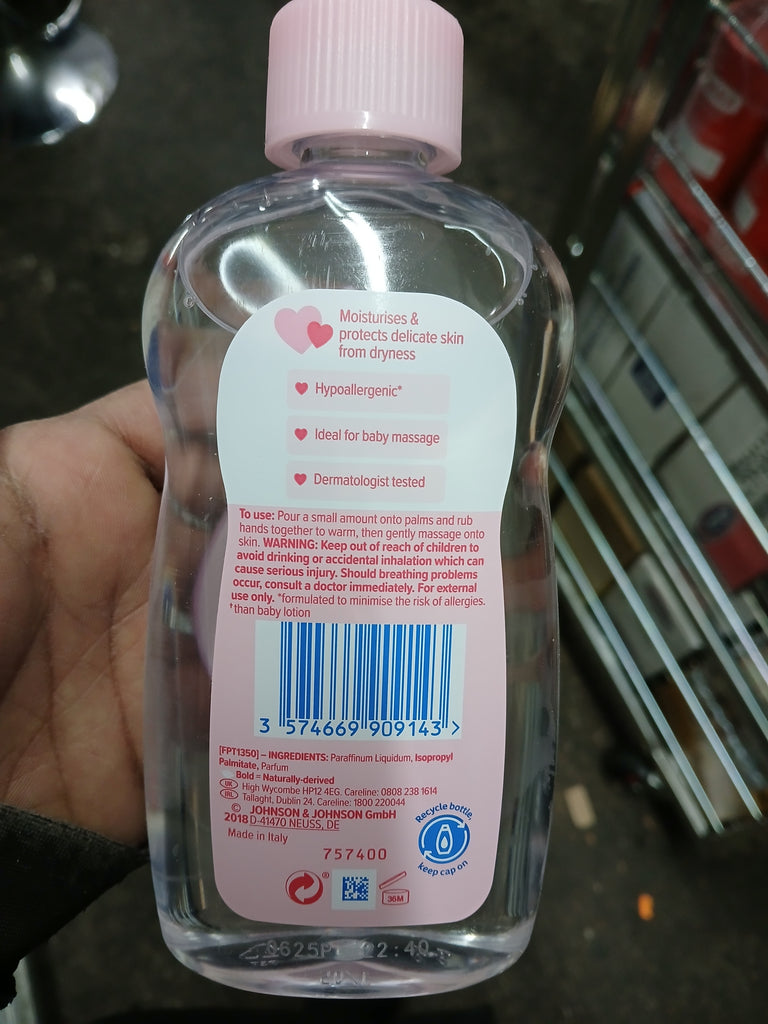 Moisturises &
protects delicate skin
from dryness
Hypoallergenic*
Ideal for baby massage
Dermatologist tested
To use: Pour a small amount onto palms and rub
hands together to warm, then gently massage onto
skin. WARNING: Keep out of reach of children to
avoid drinking or accidental inhalation which can
cause serious injury. Should breathing problems
occur, consult a doctor immediately. For external
use only. *formulated to minimise the risk of allergies.
†than baby lotion
3 574669 909143 >
[FPT1350] – INGREDIENTS: Paraffinum Liquidum, Isopropyl
Palmitate, Parfum
Bold = Naturally-derived
UK High Wycombe HP12 4EG. Careline: 0808 238 1614
IRL Tallaght, Dublin 24. Careline: 1800 220044
© JOHNSON & JOHNSON GmbH
2018 D-41470 NEUSS, DE
Made in Italy
Recycle bottle,
keep cap on
757400
®
36M
22:40